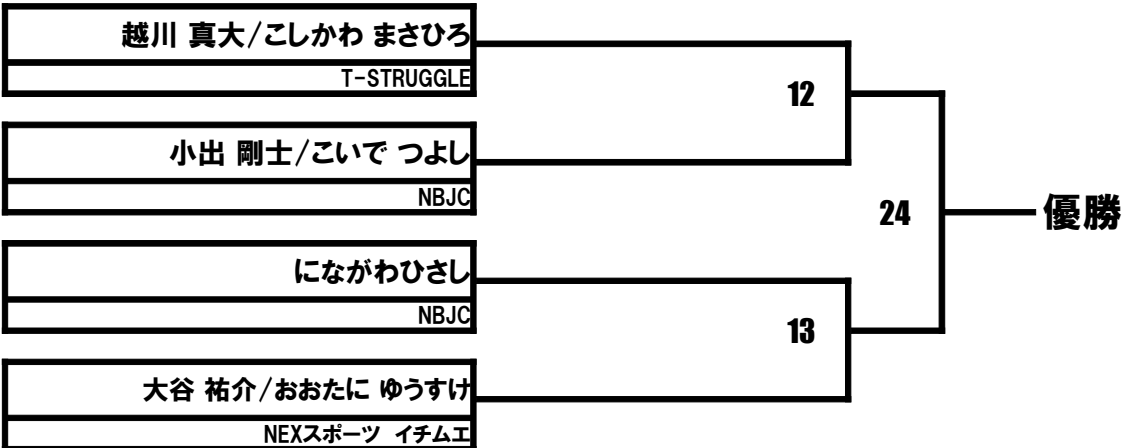 越川 真大/こしかわ まさひろ
T-STRUGGLE
12
小出 剛士/こいで つよし
NBJC
24
優勝
にながわひさし
NBJC
13
大谷 祐介/おおたに ゆうすけ
NEXスポーツ イチムエ